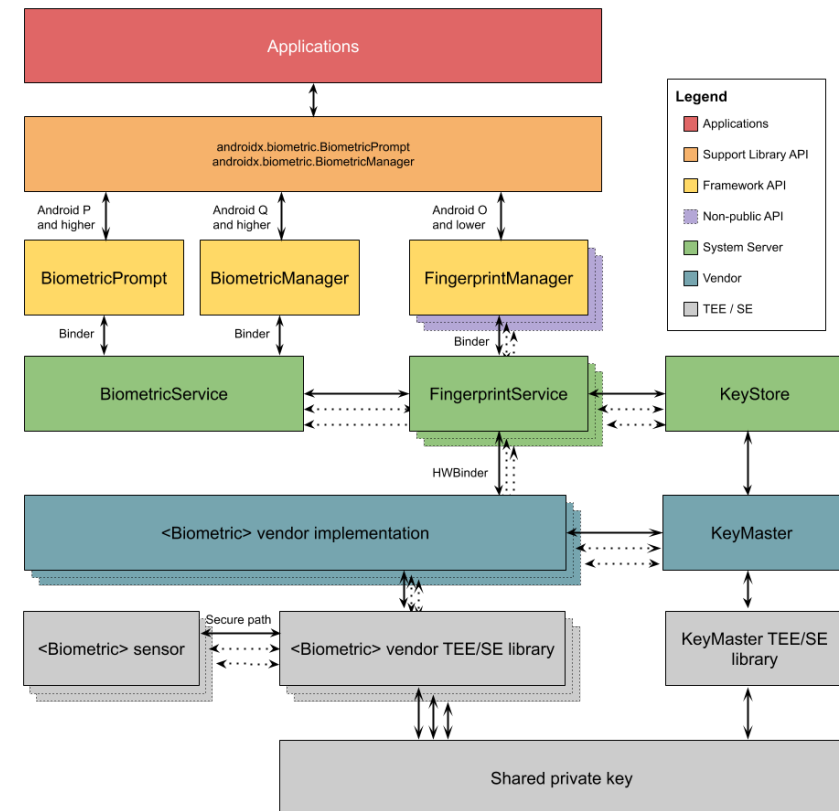 Applications
Legend
Applications
Support Library API
Framework API
Non-public API
System Server
Vendor
TEE / SE
androidx.biometric.BiometricPrompt
androidx.biometric.BiometricManager
Android P
and higher
Android Q
and higher
Android O
and lower
BiometricPrompt
BiometricManager
FingerprintManager
Binder
Binder
Binder
BiometricService
FingerprintService
KeyStore
HWBinder
<Biometric> vendor implementation
KeyMaster
Secure path
<Biometric> sensor
<Biometric> vendor TEE/SE library
KeyMaster TEE/SE
library
Shared private key